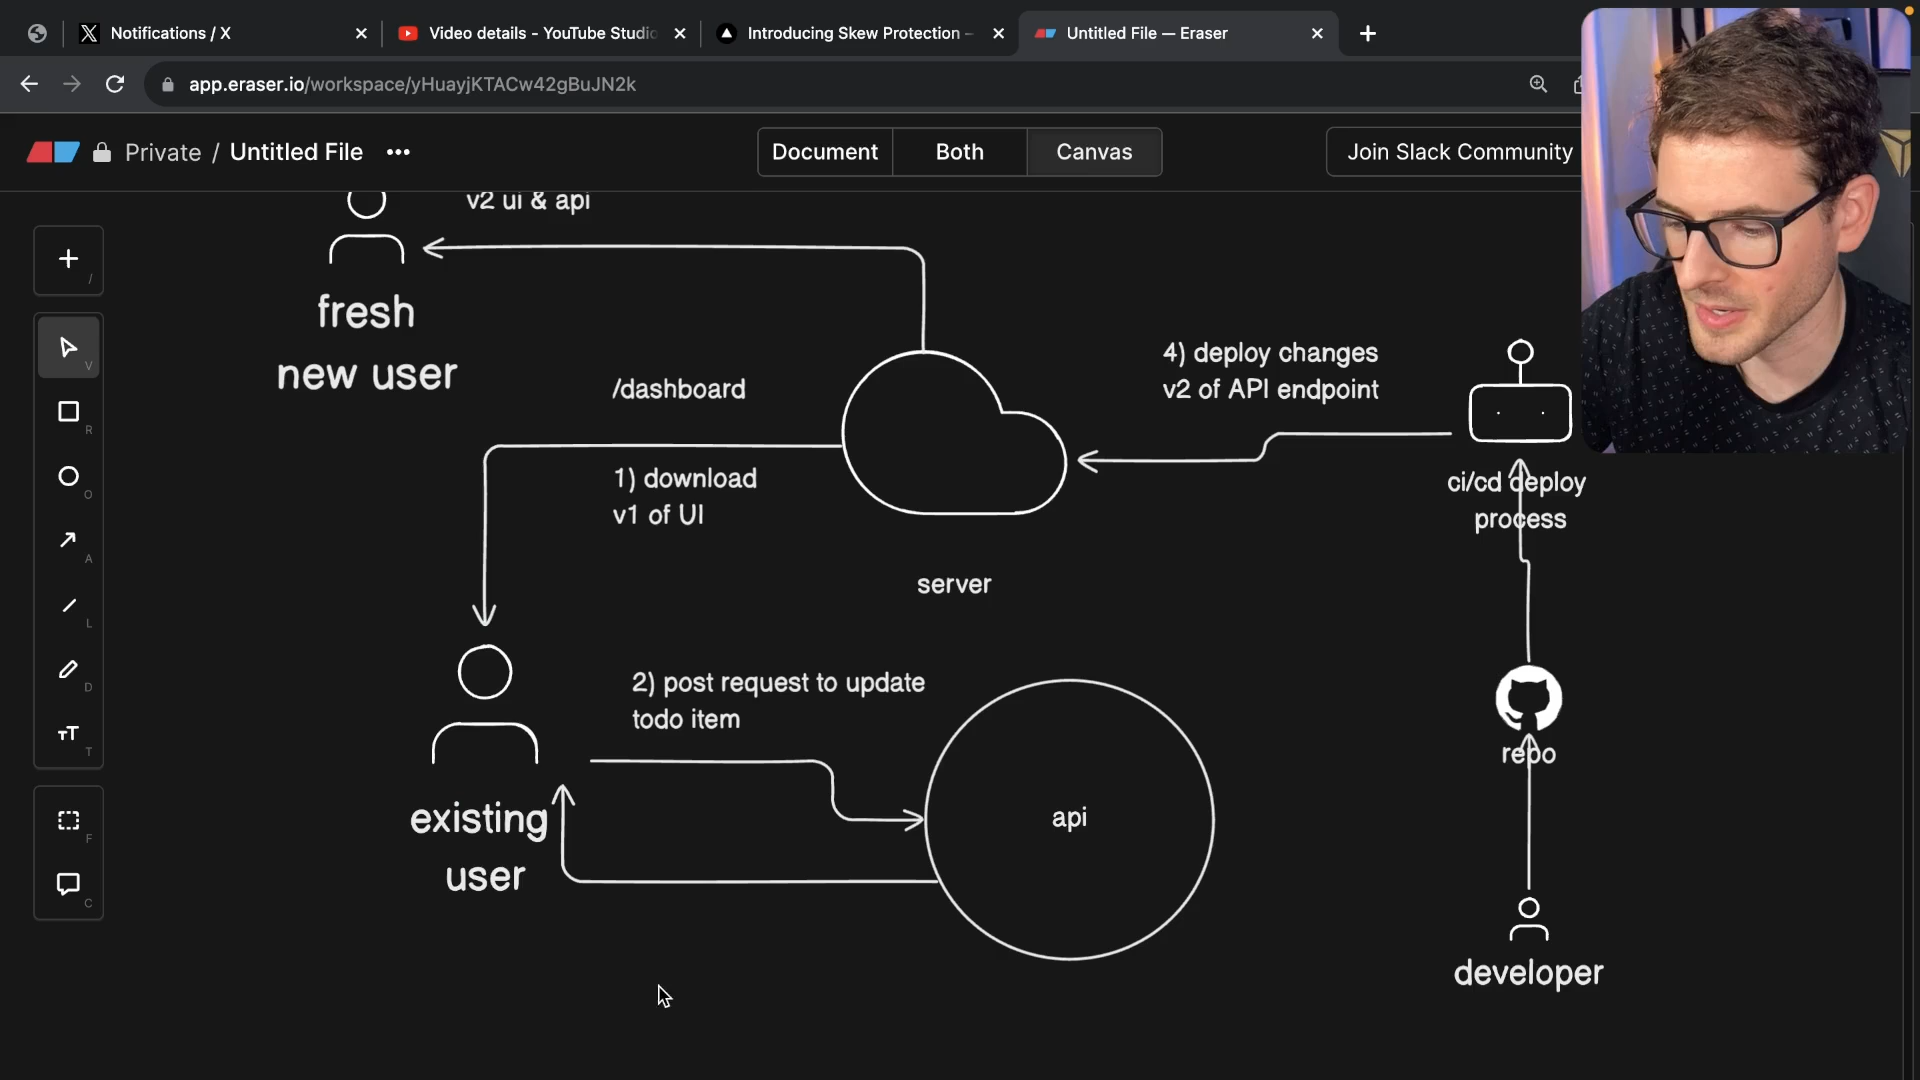 Notifications / X
Video details - YouTube Studio
Introducing Skew Protection –
Untitled File — Eraser
app.eraser.io/workspace/yHuayjKTACw42gBuJN2k
Private / Untitled File •••
Document
Both
Canvas
Join Slack Community
v2 ui & api
fresh
new user
/dashboard
1) download
v1 of UI
server
4) deploy changes
v2 of API endpoint
ci/cd deploy
process
2) post request to update
todo item
existing
user
api
repo
developer
/
V
R
O
A
L
D
TT
T
F
C